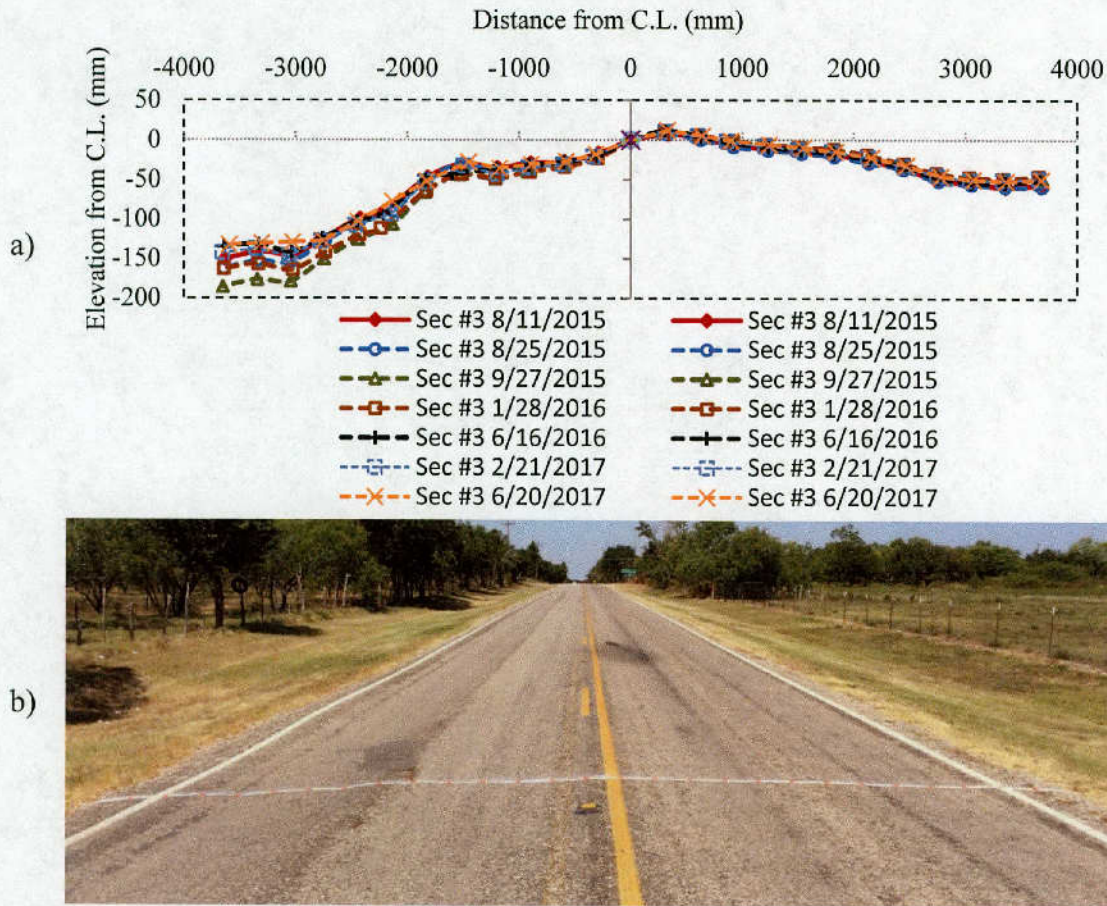 Distance from C.L. (mm)
-4000 -3000 -2000 -1000 0 1000 2000 3000 4000
Elevation from C.L. (mm)
50
0
-50
-100
-150
-200
a)
Sec #3 8/11/2015 Sec #3 8/11/2015
Sec #3 8/25/2015 Sec #3 8/25/2015
Sec #3 9/27/2015 Sec #3 9/27/2015
Sec #3 1/28/2016 Sec #3 1/28/2016
Sec #3 6/16/2016 Sec #3 6/16/2016
Sec #3 2/21/2017 Sec #3 2/21/2017
Sec #3 6/20/2017 Sec #3 6/20/2017
b)